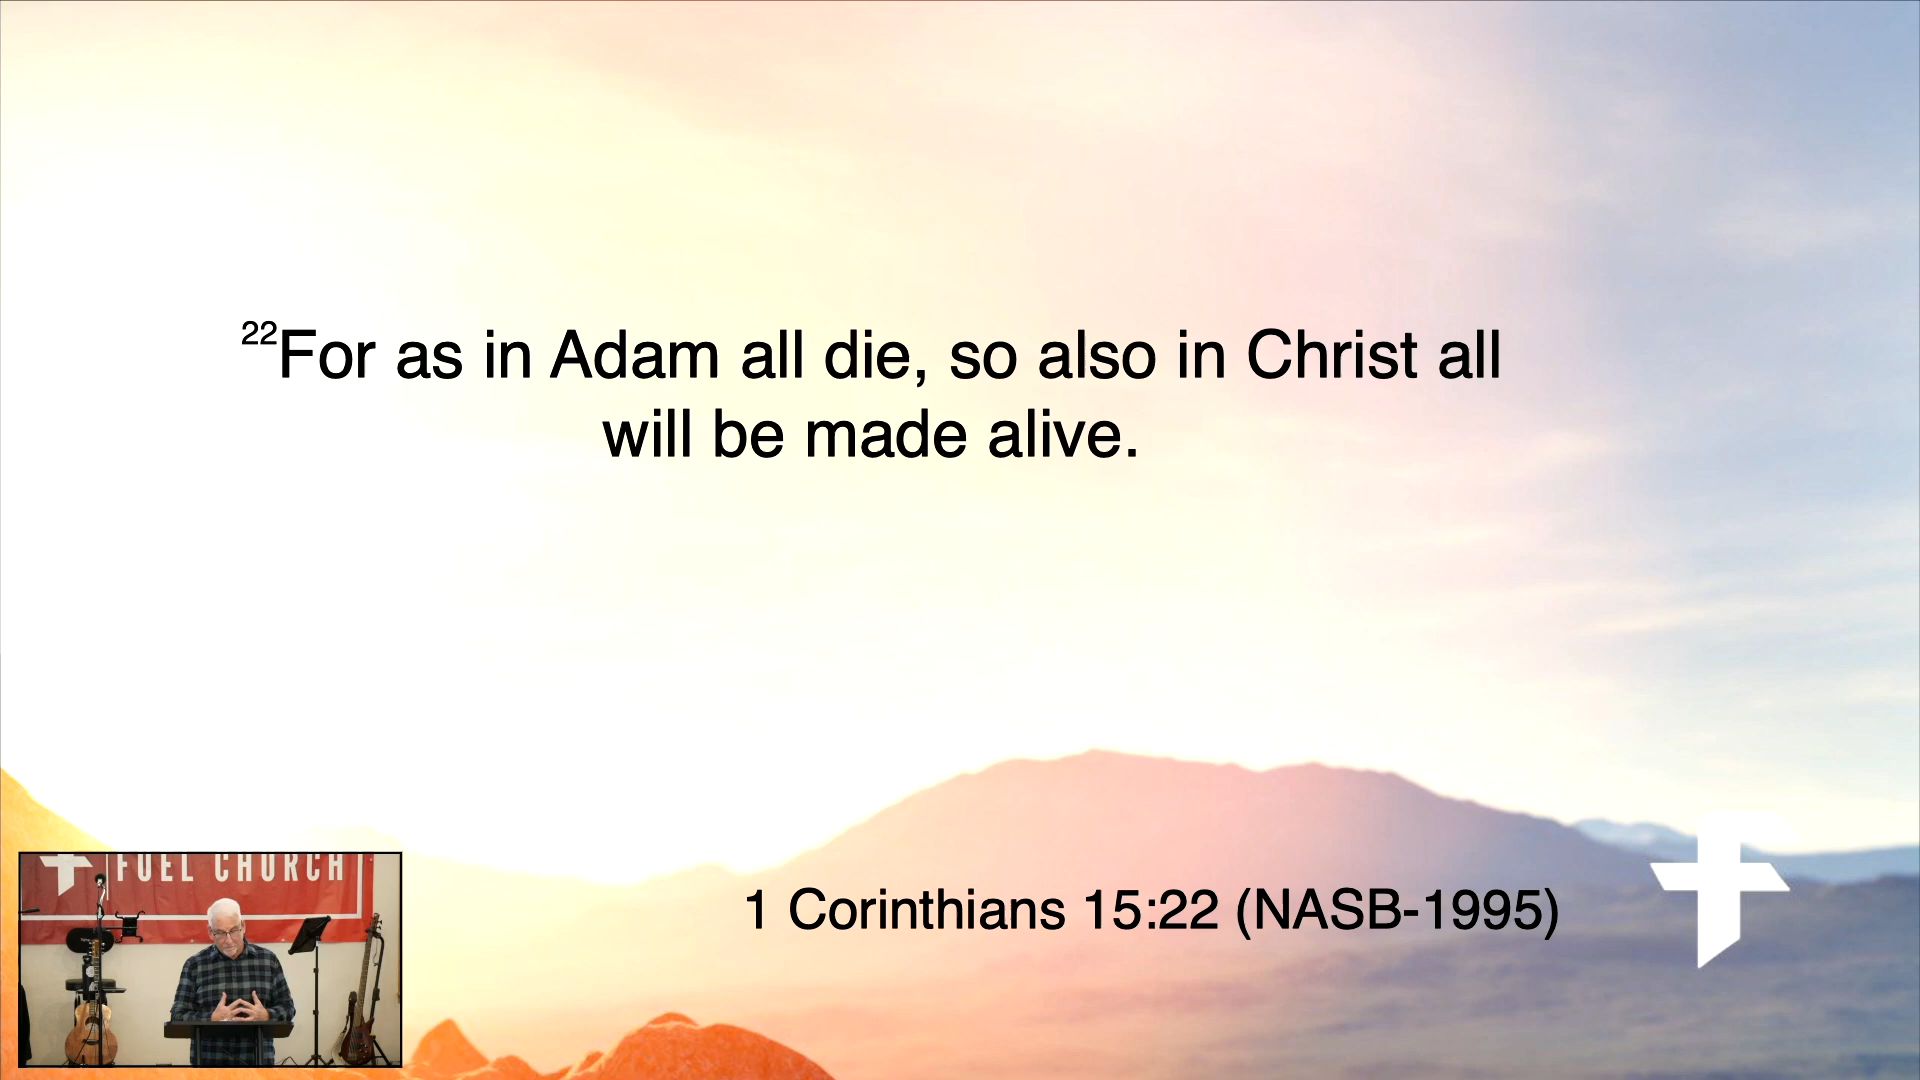 22For as in Adam all die, so also in Christ all
will be made alive.
1 Corinthians 15:22 (NASB-1995)
FUEL CHURCH